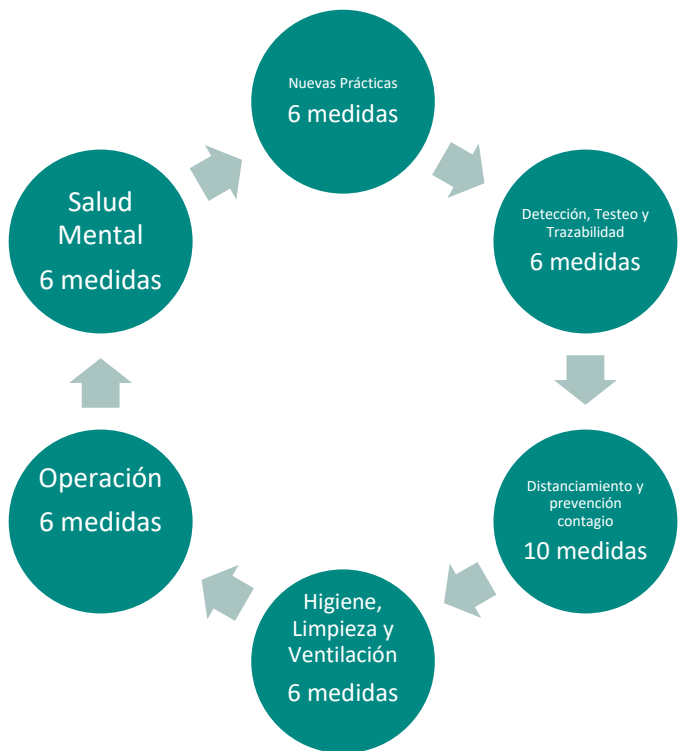 Nuevas Prácticas
6 medidas
Detección, Testeo y
Trazabilidad
6 medidas
Distanciamiento y
prevención
contagio
10 medidas
Higiene,
Limpieza y
Ventilación
6 medidas
Operación
6 medidas
Salud
Mental
6 medidas